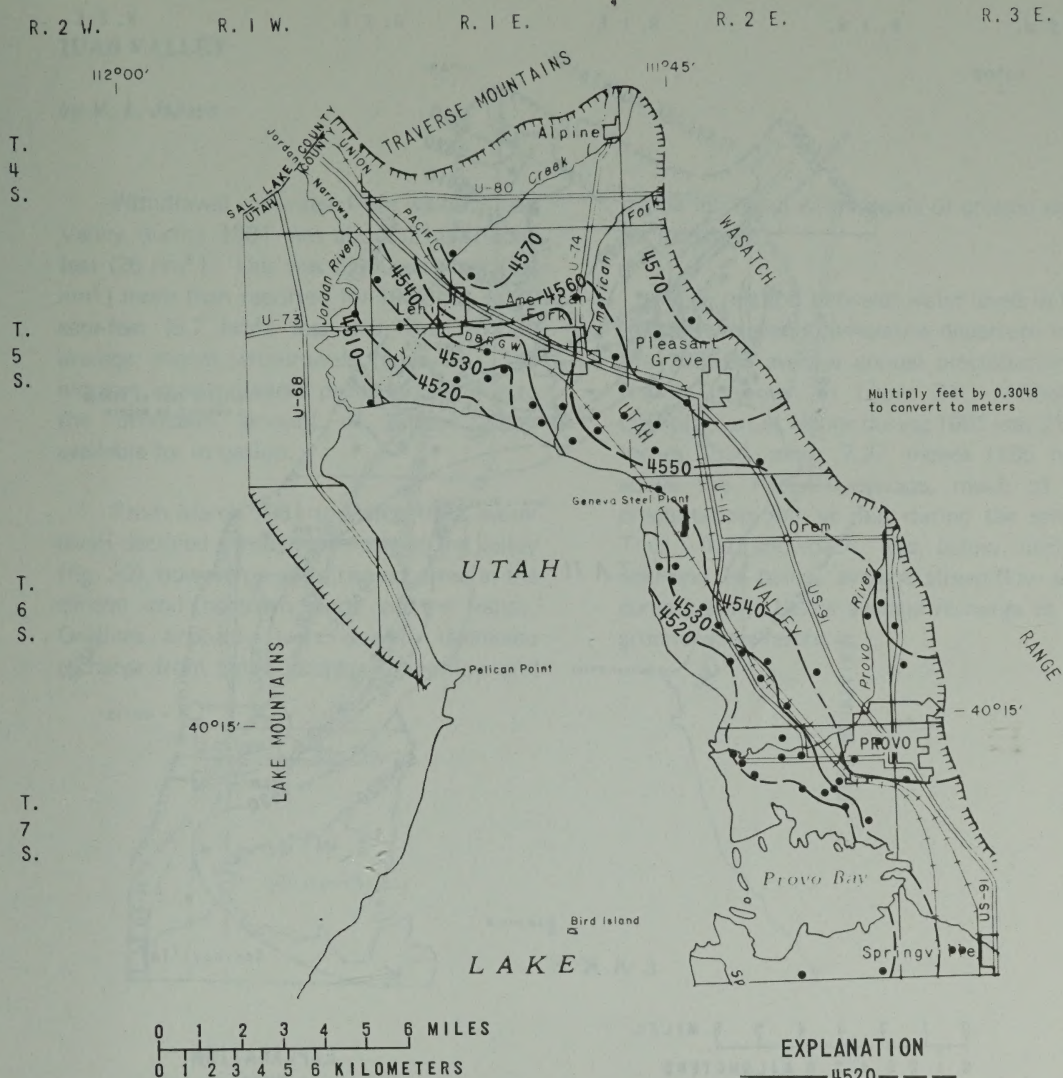 R. 2 W. R. 1 W. R. 1 E. R. 2 E. R. 3 E.
112°00′ 111°45′
TRAVERSE MOUNTAINS
Alpine
T. 4 S.
SALT LAKE COUNTY
UTAH COUNTY
Jordan Narrows
UNION PACIFIC
U-80
Creek
Fork
WASATCH
U-74
American
4570
4560
4570
4540
Jordan River
Lehi
American Fork
T. 5 S.
U-73
4510
Dry
D&RGW
4530
4520
Pleasant Grove
U-68
Multiply feet by 0.3048
to convert to meters
UTAH
4550
U-114
Geneva Steel Plant
Orem
T. 6 S.
UTAH
VALLEY
4540
4530
4520
US-91
Provo River
RANGE
Pelican Point
LAKE MOUNTAINS
40°15′ 40°15′
PROVO
T. 7 S.
Provo Bay
US-91
Bird Island
Springville
LAKE
SP
0 1 2 3 4 5 6 MILES
0 1 2 3 4 5 6 KILOMETERS
EXPLANATION
4520